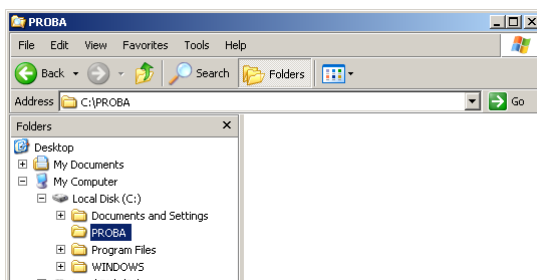 PROBA
File Edit View Favorites Tools Help
Back Search Folders
Address C:\PROBA Go
Folders X
Desktop
My Documents
My Computer
Local Disk (C:)
Documents and Settings
PROBA
Program Files
WINDOWS